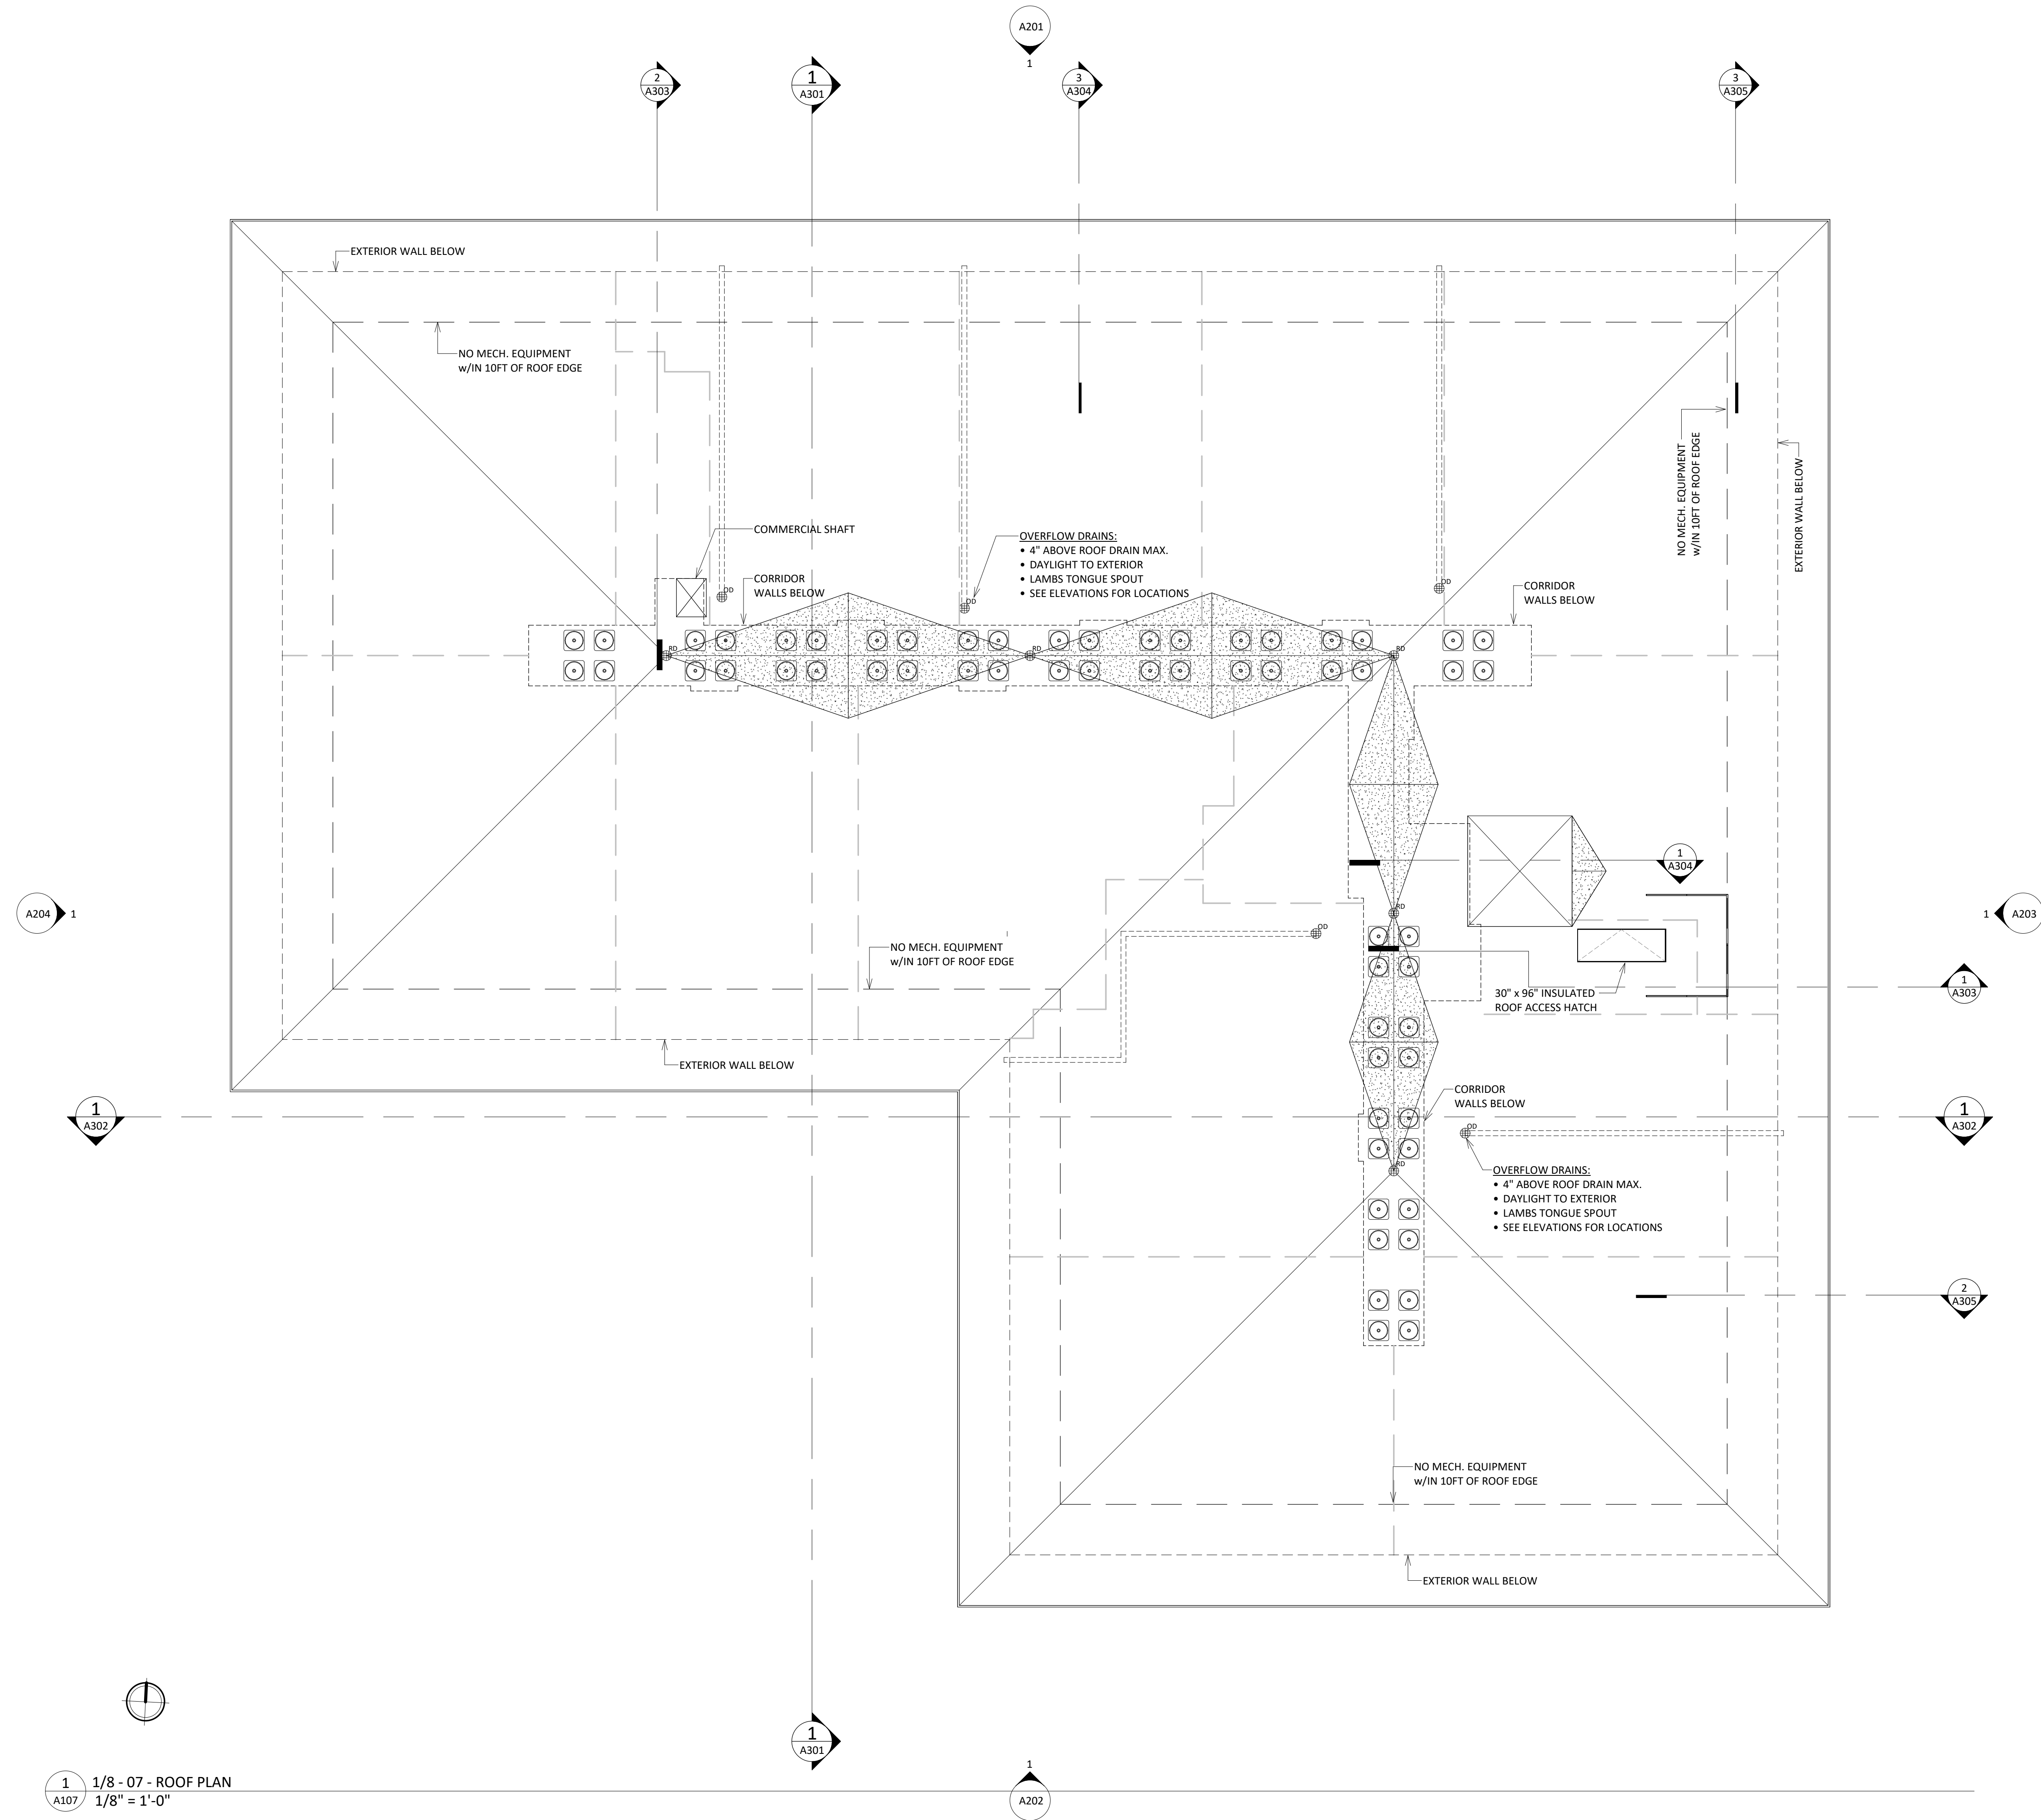 A201
1
2
A303
1
A301
3
A304
3
A305
EXTERIOR WALL BELOW
NO MECH. EQUIPMENT
w/IN 10FT OF ROOF EDGE
NO MECH. EQUIPMENT
w/IN 10FT OF ROOF EDGE
EXTERIOR WALL BELOW
COMMERCIAL SHAFT
OVERFLOW DRAINS:
• 4" ABOVE ROOF DRAIN MAX.
• DAYLIGHT TO EXTERIOR
• LAMBS TONGUE SPOUT
• SEE ELEVATIONS FOR LOCATIONS
CORRIDOR
WALLS BELOW
CORRIDOR
WALLS BELOW
OD
OD
OD
RD
RD
RD
1
A304
A204
1
1
A203
RD
OD
NO MECH. EQUIPMENT
w/IN 10FT OF ROOF EDGE
30" x 96" INSULATED
ROOF ACCESS HATCH
1
A303
EXTERIOR WALL BELOW
CORRIDOR
WALLS BELOW
1
A302
1
A302
OD
RD
OVERFLOW DRAINS:
• 4" ABOVE ROOF DRAIN MAX.
• DAYLIGHT TO EXTERIOR
• LAMBS TONGUE SPOUT
• SEE ELEVATIONS FOR LOCATIONS
2
A305
NO MECH. EQUIPMENT
w/IN 10FT OF ROOF EDGE
EXTERIOR WALL BELOW
1
A301
1
A202
1
A107
1/8 - 07 - ROOF PLAN
1/8" = 1'-0"